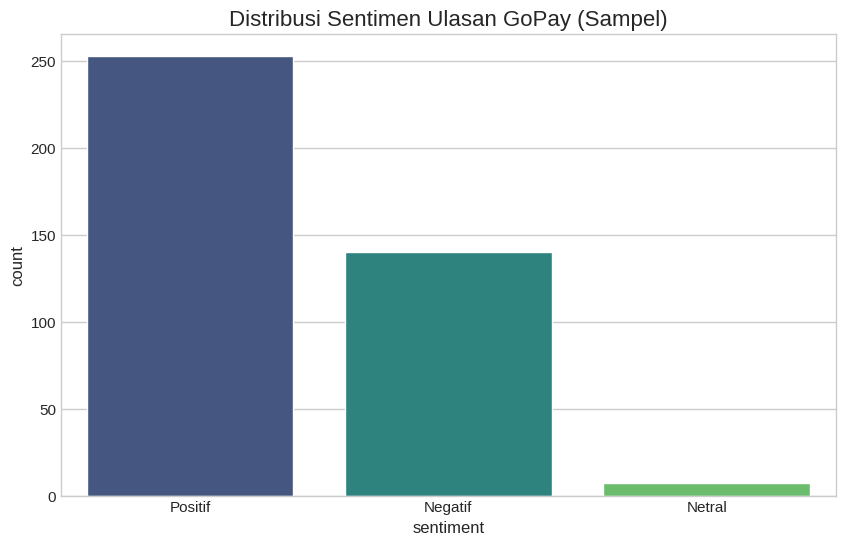 Distribusi Sentimen Ulasan GoPay (Sampel)
250
200
150
100
50
0
count
Positif Negatif Netral
sentiment